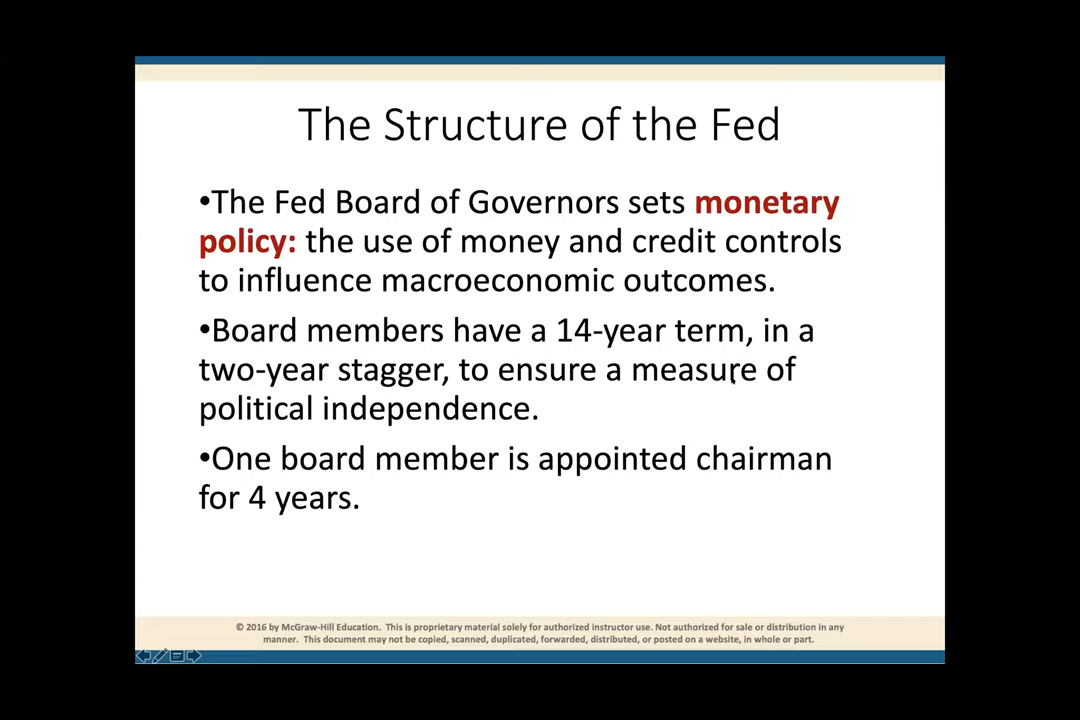 The Structure of the Fed
•The Fed Board of Governors sets monetary
policy: the use of money and credit controls
to influence macroeconomic outcomes.
•Board members have a 14-year term, in a
two-year stagger, to ensure a measure of
political independence.
•One board member is appointed chairman
for 4 years.
© 2016 by McGraw-Hill Education. This is proprietary material solely for authorized instructor use. Not authorized for sale or distribution in any
manner. This document may not be copied, scanned, duplicated, forwarded, distributed, or posted on a website, in whole or part.